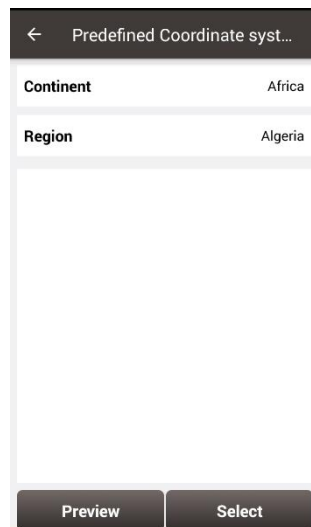 Predefined Coordinate syst...
Continent Africa
Region Algeria
Preview Select